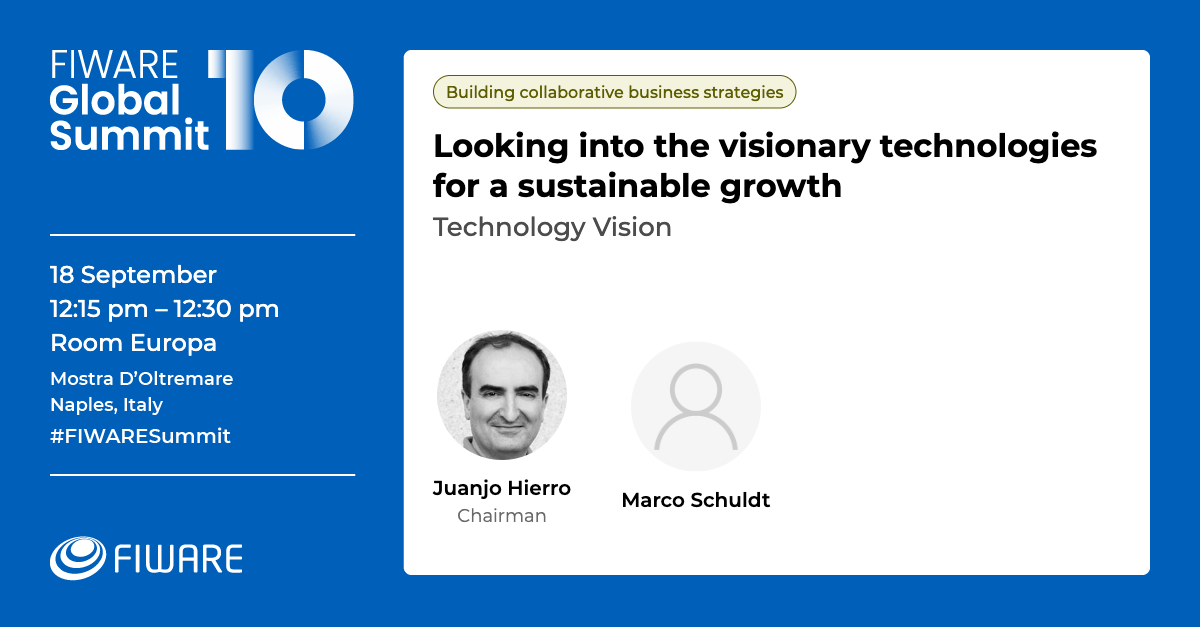 FIWARE
Global
Summit
10
18 September
12:15 pm – 12:30 pm
Room Europa
Mostra D’Oltremare
Naples, Italy
#FIWARESummit
FIWARE
Building collaborative business strategies
Looking into the visionary technologies
for a sustainable growth
Technology Vision
Juanjo Hierro
Chairman
Marco Schuldt